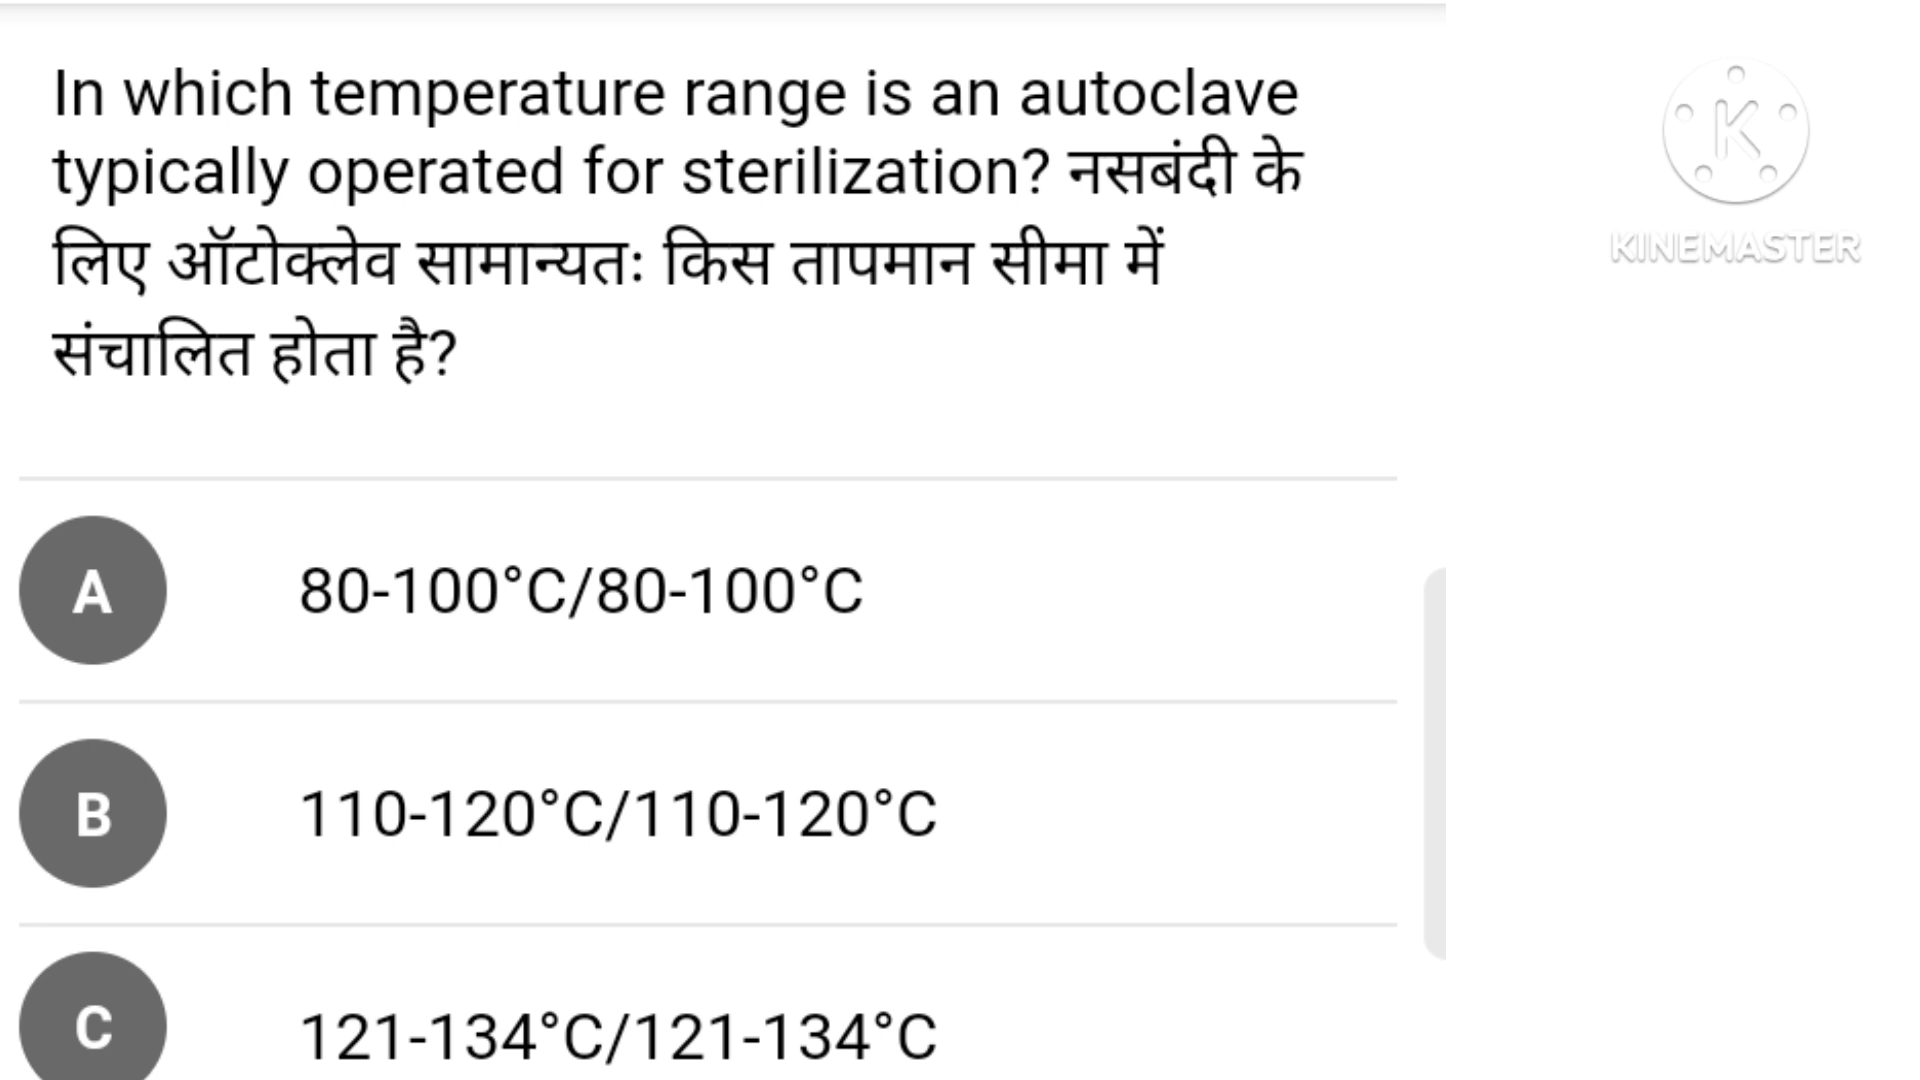 In which temperature range is an autoclave
typically operated for sterilization? नसबंदी के
लिए ऑटोक्लेव सामान्यतः किस तापमान सीमा में
संचालित होता है?
A 80-100°C/80-100°C
B 110-120°C/110-120°C
C 121-134°C/121-134°C
K
KINEMASTER